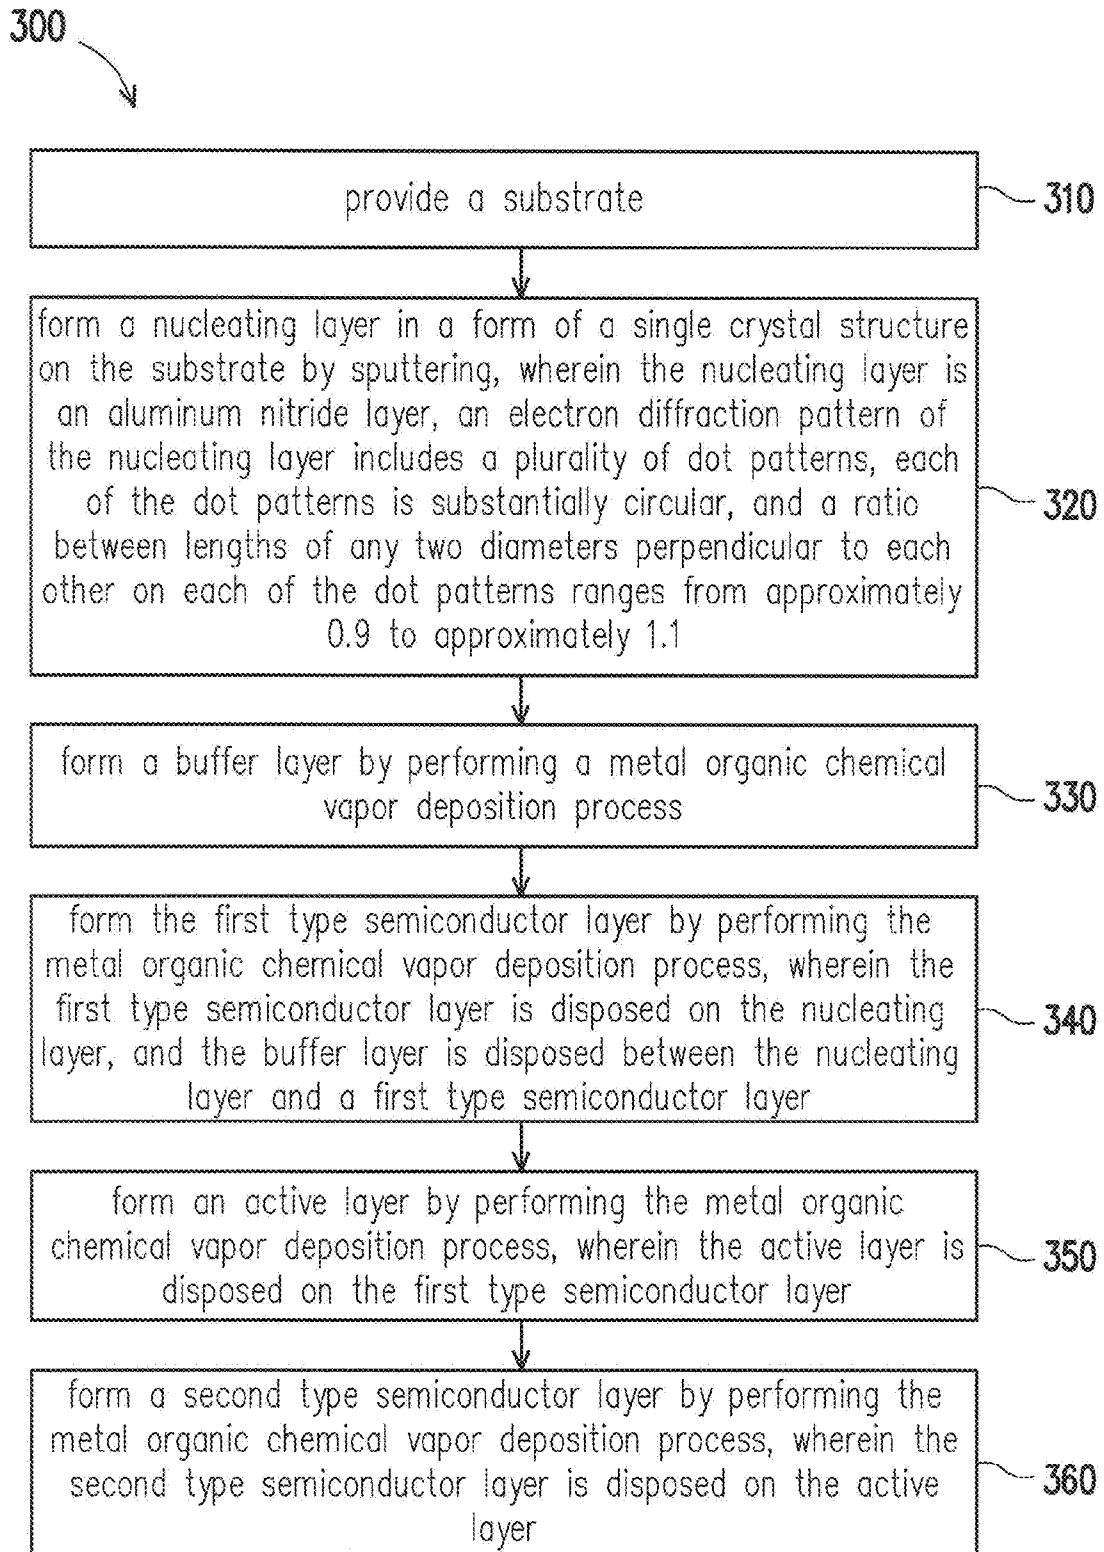 300
provide a substrate
310
form a nucleating layer in a form of a single crystal structure
on the substrate by sputtering, wherein the nucleating layer is
an aluminum nitride layer, an electron diffraction pattern of
the nucleating layer includes a plurality of dot patterns, each
of the dot patterns is substantially circular, and a ratio
between lengths of any two diameters perpendicular to each
other on each of the dot patterns ranges from approximately
0.9 to approximately 1.1
320
form a buffer layer by performing a metal organic chemical
vapor deposition process
330
form the first type semiconductor layer by performing the
metal organic chemical vapor deposition process, wherein the
first type semiconductor layer is disposed on the nucleating
layer, and the buffer layer is disposed between the nucleating
layer and a first type semiconductor layer
340
form an active layer by performing the metal organic
chemical vapor deposition process, wherein the active layer is
disposed on the first type semiconductor layer
350
form a second type semiconductor layer by performing the
metal organic chemical vapor deposition process, wherein the
second type semiconductor layer is disposed on the active
layer
360